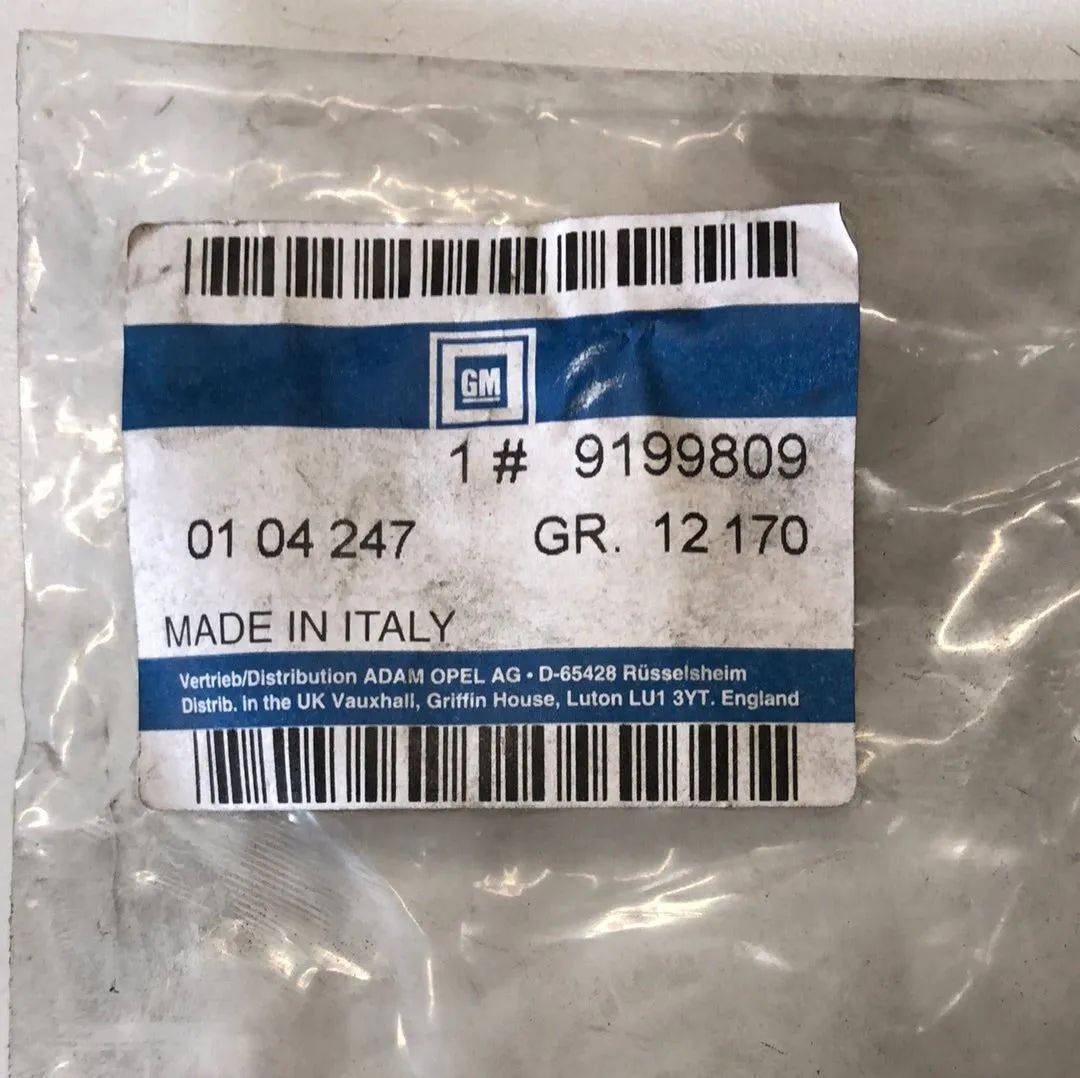 GM
1 # 9199809
01 04 247 GR. 12 170
MADE IN ITALY
Vertrieb/Distribution ADAM OPEL AG • D-65428 Rüsselsheim
Distrib. in the UK Vauxhall, Griffin House, Luton LU1 3YT. England